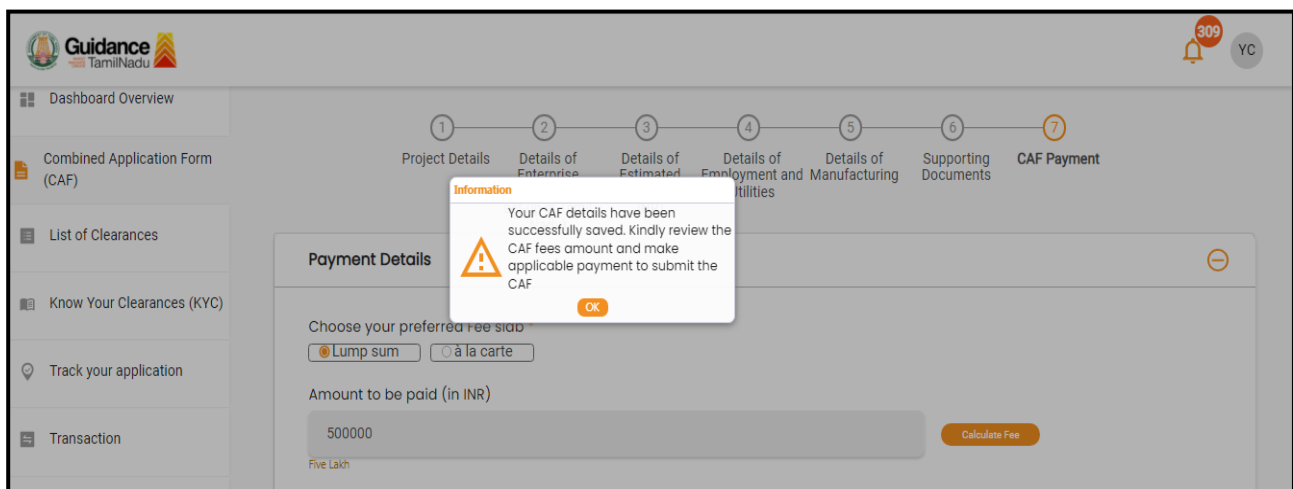 Guidance
TamilNadu
309
YC
Dashboard Overview
Combined Application Form
(CAF)
List of Clearances
Know Your Clearances (KYC)
Track your application
Transaction
1
2
3
4
5
6
7
Project Details
Details of
Enterprise
Details of
Estimated
Details of
Employment and
Utilities
Details of
Manufacturing
Supporting
Documents
CAF Payment
Information
Your CAF details have been
successfully saved. Kindly review the
CAF fees amount and make
applicable payment to submit the
CAF
OK
Payment Details
Choose your preferred Fee slab *
Lump sum
à la carte
Amount to be paid (in INR)
500000
Calculate Fee
Five Lakh